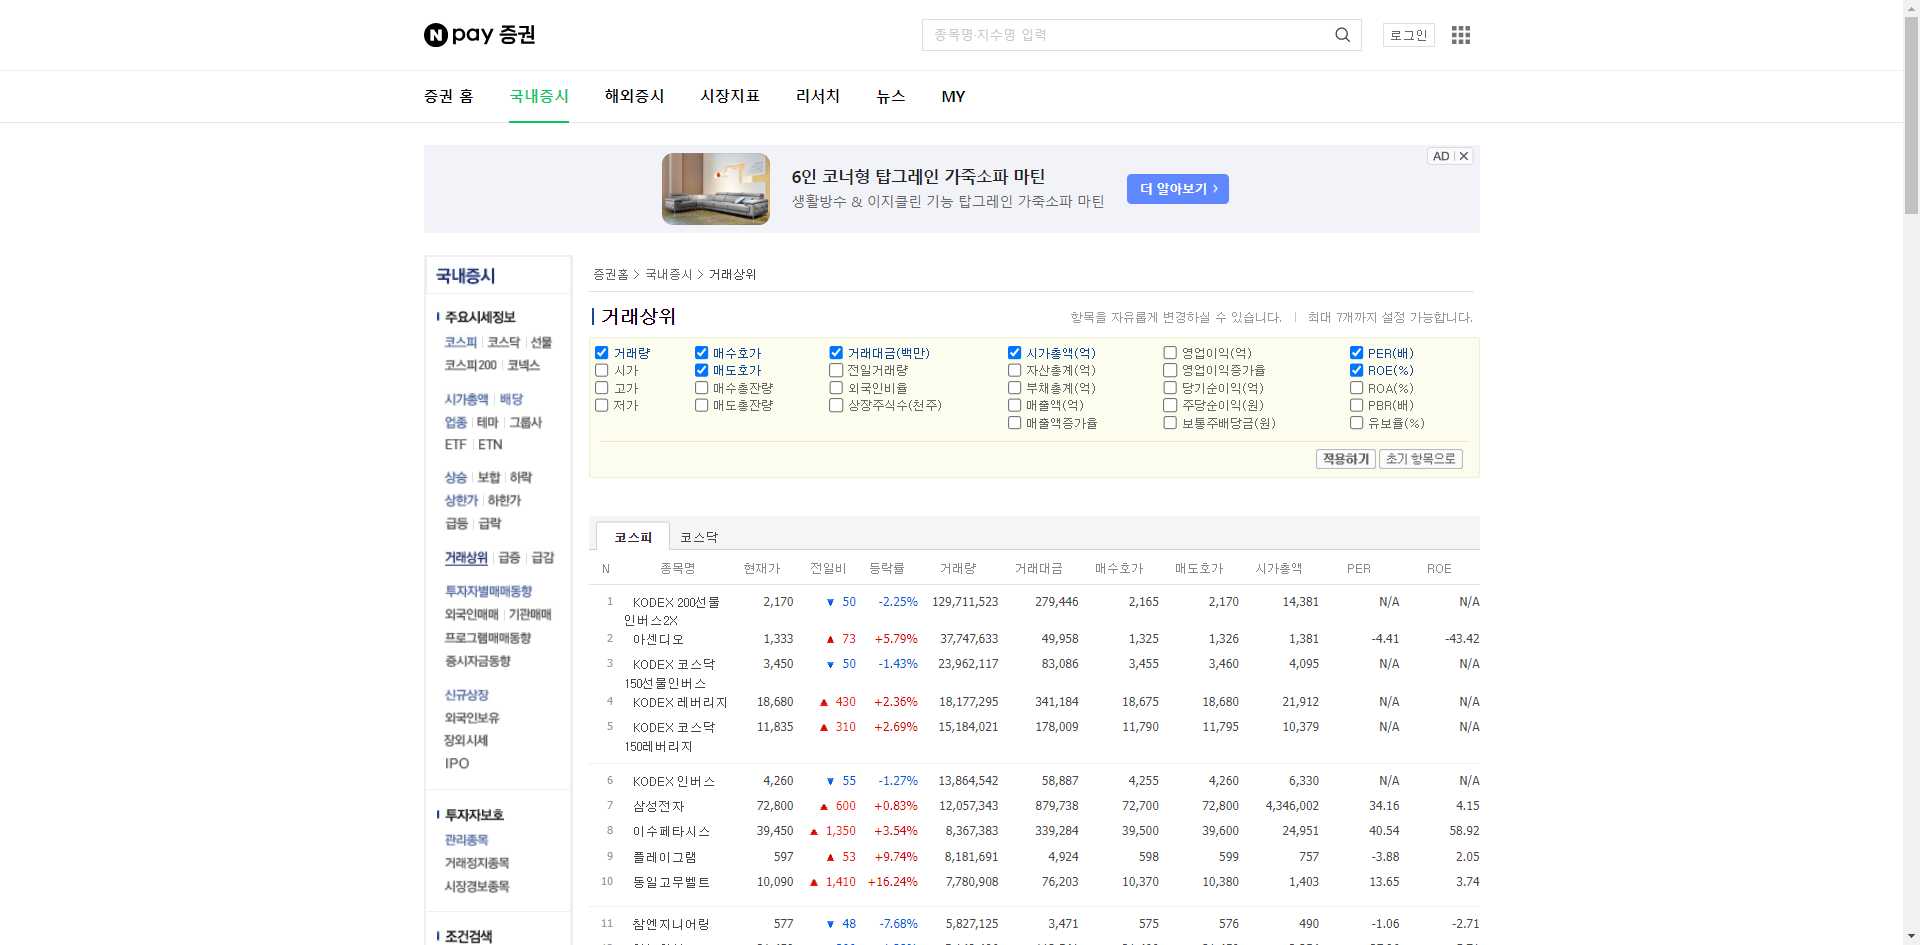 N pay 증권
종목명·지수명 입력
로그인
증권 홈 국내증시 해외증시 시장지표 리서치 뉴스 MY
AD
6인 코너형 탑그레인 가죽소파 마틴
생활방수 & 이지클린 기능 탑그레인 가죽소파 마틴
더 알아보기 ›
국내증시
주요시세정보
코스피 코스닥 선물
코스피200 코넥스
시가총액 배당
업종 테마 그룹사
ETF ETN
상승 보합 하락
상한가 하한가
급등 급락
거래상위 급증 급감
투자자별매매동향
외국인매매 기관매매
프로그램매매동향
증시자금동향
신규상장
외국인보유
장외시세
IPO
투자자보호
관리종목
거래정지종목
시장경보종목
조건검색
증권홈 > 국내증시 > 거래상위
거래상위
항목을 자유롭게 변경하실 수 있습니다. | 최대 7개까지 설정 가능합니다.
거래량 매수호가 거래대금(백만) 시가총액(억) 영업이익(억) PER(배)
시가 매도호가 전일거래량 자산총계(억) 영업이익증가율 ROE(%)
고가 매수총잔량 외국인비율 부채총계(억) 당기순이익(억) ROA(%)
저가 매도총잔량 상장주식수(천주) 매출액(억) 주당순이익(원) PBR(배)
매출액증가율 보통주배당금(원) 유보율(%)
적용하기 초기 항목으로
코스피 코스닥
N 종목명 현재가 전일비 등락률 거래량 거래대금 매수호가 매도호가 시가총액 PER ROE
1 KODEX 200선물인버스2X 2,170 ▼ 50 -2.25% 129,711,523 279,446 2,165 2,170 14,381 N/A N/A
2 아센디오 1,333 ▲ 73 +5.79% 37,747,633 49,958 1,325 1,326 1,381 -4.41 -43.42
3 KODEX 코스닥150선물인버스 3,450 ▼ 50 -1.43% 23,962,117 83,086 3,455 3,460 4,095 N/A N/A
4 KODEX 레버리지 18,680 ▲ 430 +2.36% 18,177,295 341,184 18,675 18,680 21,912 N/A N/A
5 KODEX 코스닥150레버리지 11,835 ▲ 310 +2.69% 15,184,021 178,009 11,790 11,795 10,379 N/A N/A
6 KODEX 인버스 4,260 ▼ 55 -1.27% 13,864,542 58,887 4,255 4,260 6,330 N/A N/A
7 삼성전자 72,800 ▲ 600 +0.83% 12,057,343 879,738 72,700 72,800 4,346,002 34.16 4.15
8 이수페타시스 39,450 ▲ 1,350 +3.54% 8,367,383 339,284 39,500 39,600 24,951 40.54 58.92
9 플레이그램 597 ▲ 53 +9.74% 8,181,691 4,924 598 599 757 -3.88 2.05
10 동일고무벨트 10,090 ▲ 1,410 +16.24% 7,780,908 76,203 10,370 10,380 1,403 13.65 3.74
11 참엔지니어링 577 ▼ 48 -7.68% 5,827,125 3,471 575 576 490 -1.06 -2.71